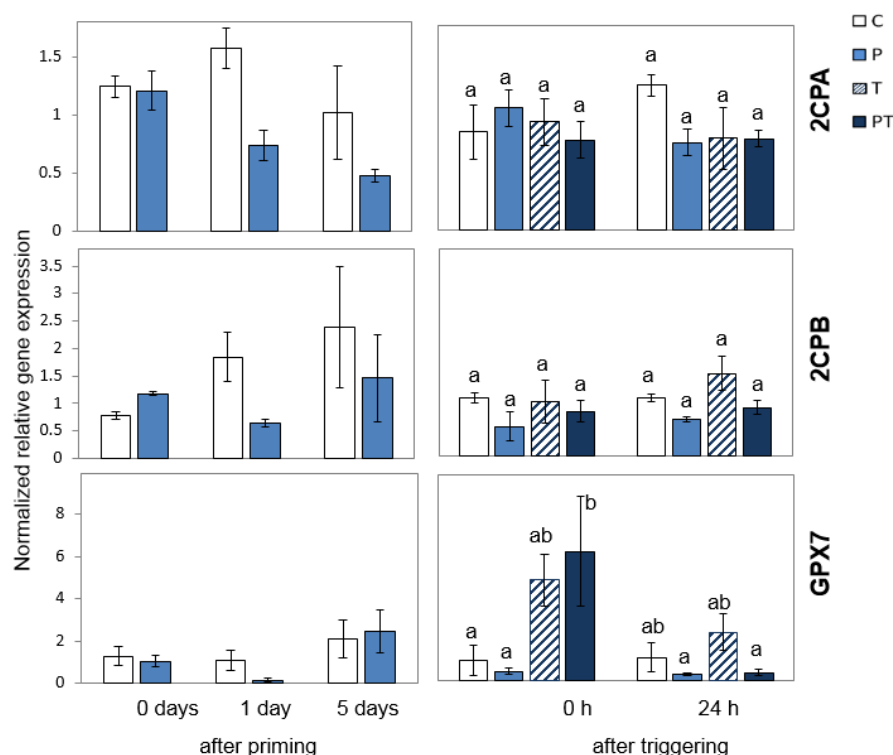 C
P
T
PT
Normalized relative gene expression
1.5
1
0.5
0
a a a a a a a a
2CPA
3.5
3
2.5
2
1.5
1
0.5
0
a a a a a a a a
2CPB
8
6
4
2
0
a a ab b ab a ab a
GPX7
0 days 1 day 5 days
after priming
0 h 24 h
after triggering